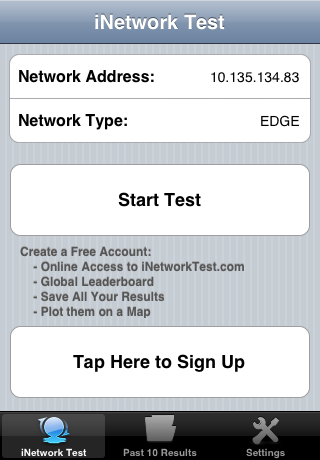 iNetwork Test
Network Address: 10.135.134.83
Network Type: EDGE
Start Test
Create a Free Account:
- Online Access to iNetworkTest.com
- Global Leaderboard
- Save All Your Results
- Plot them on a Map
Tap Here to Sign Up
iNetwork Test Past 10 Results Settings